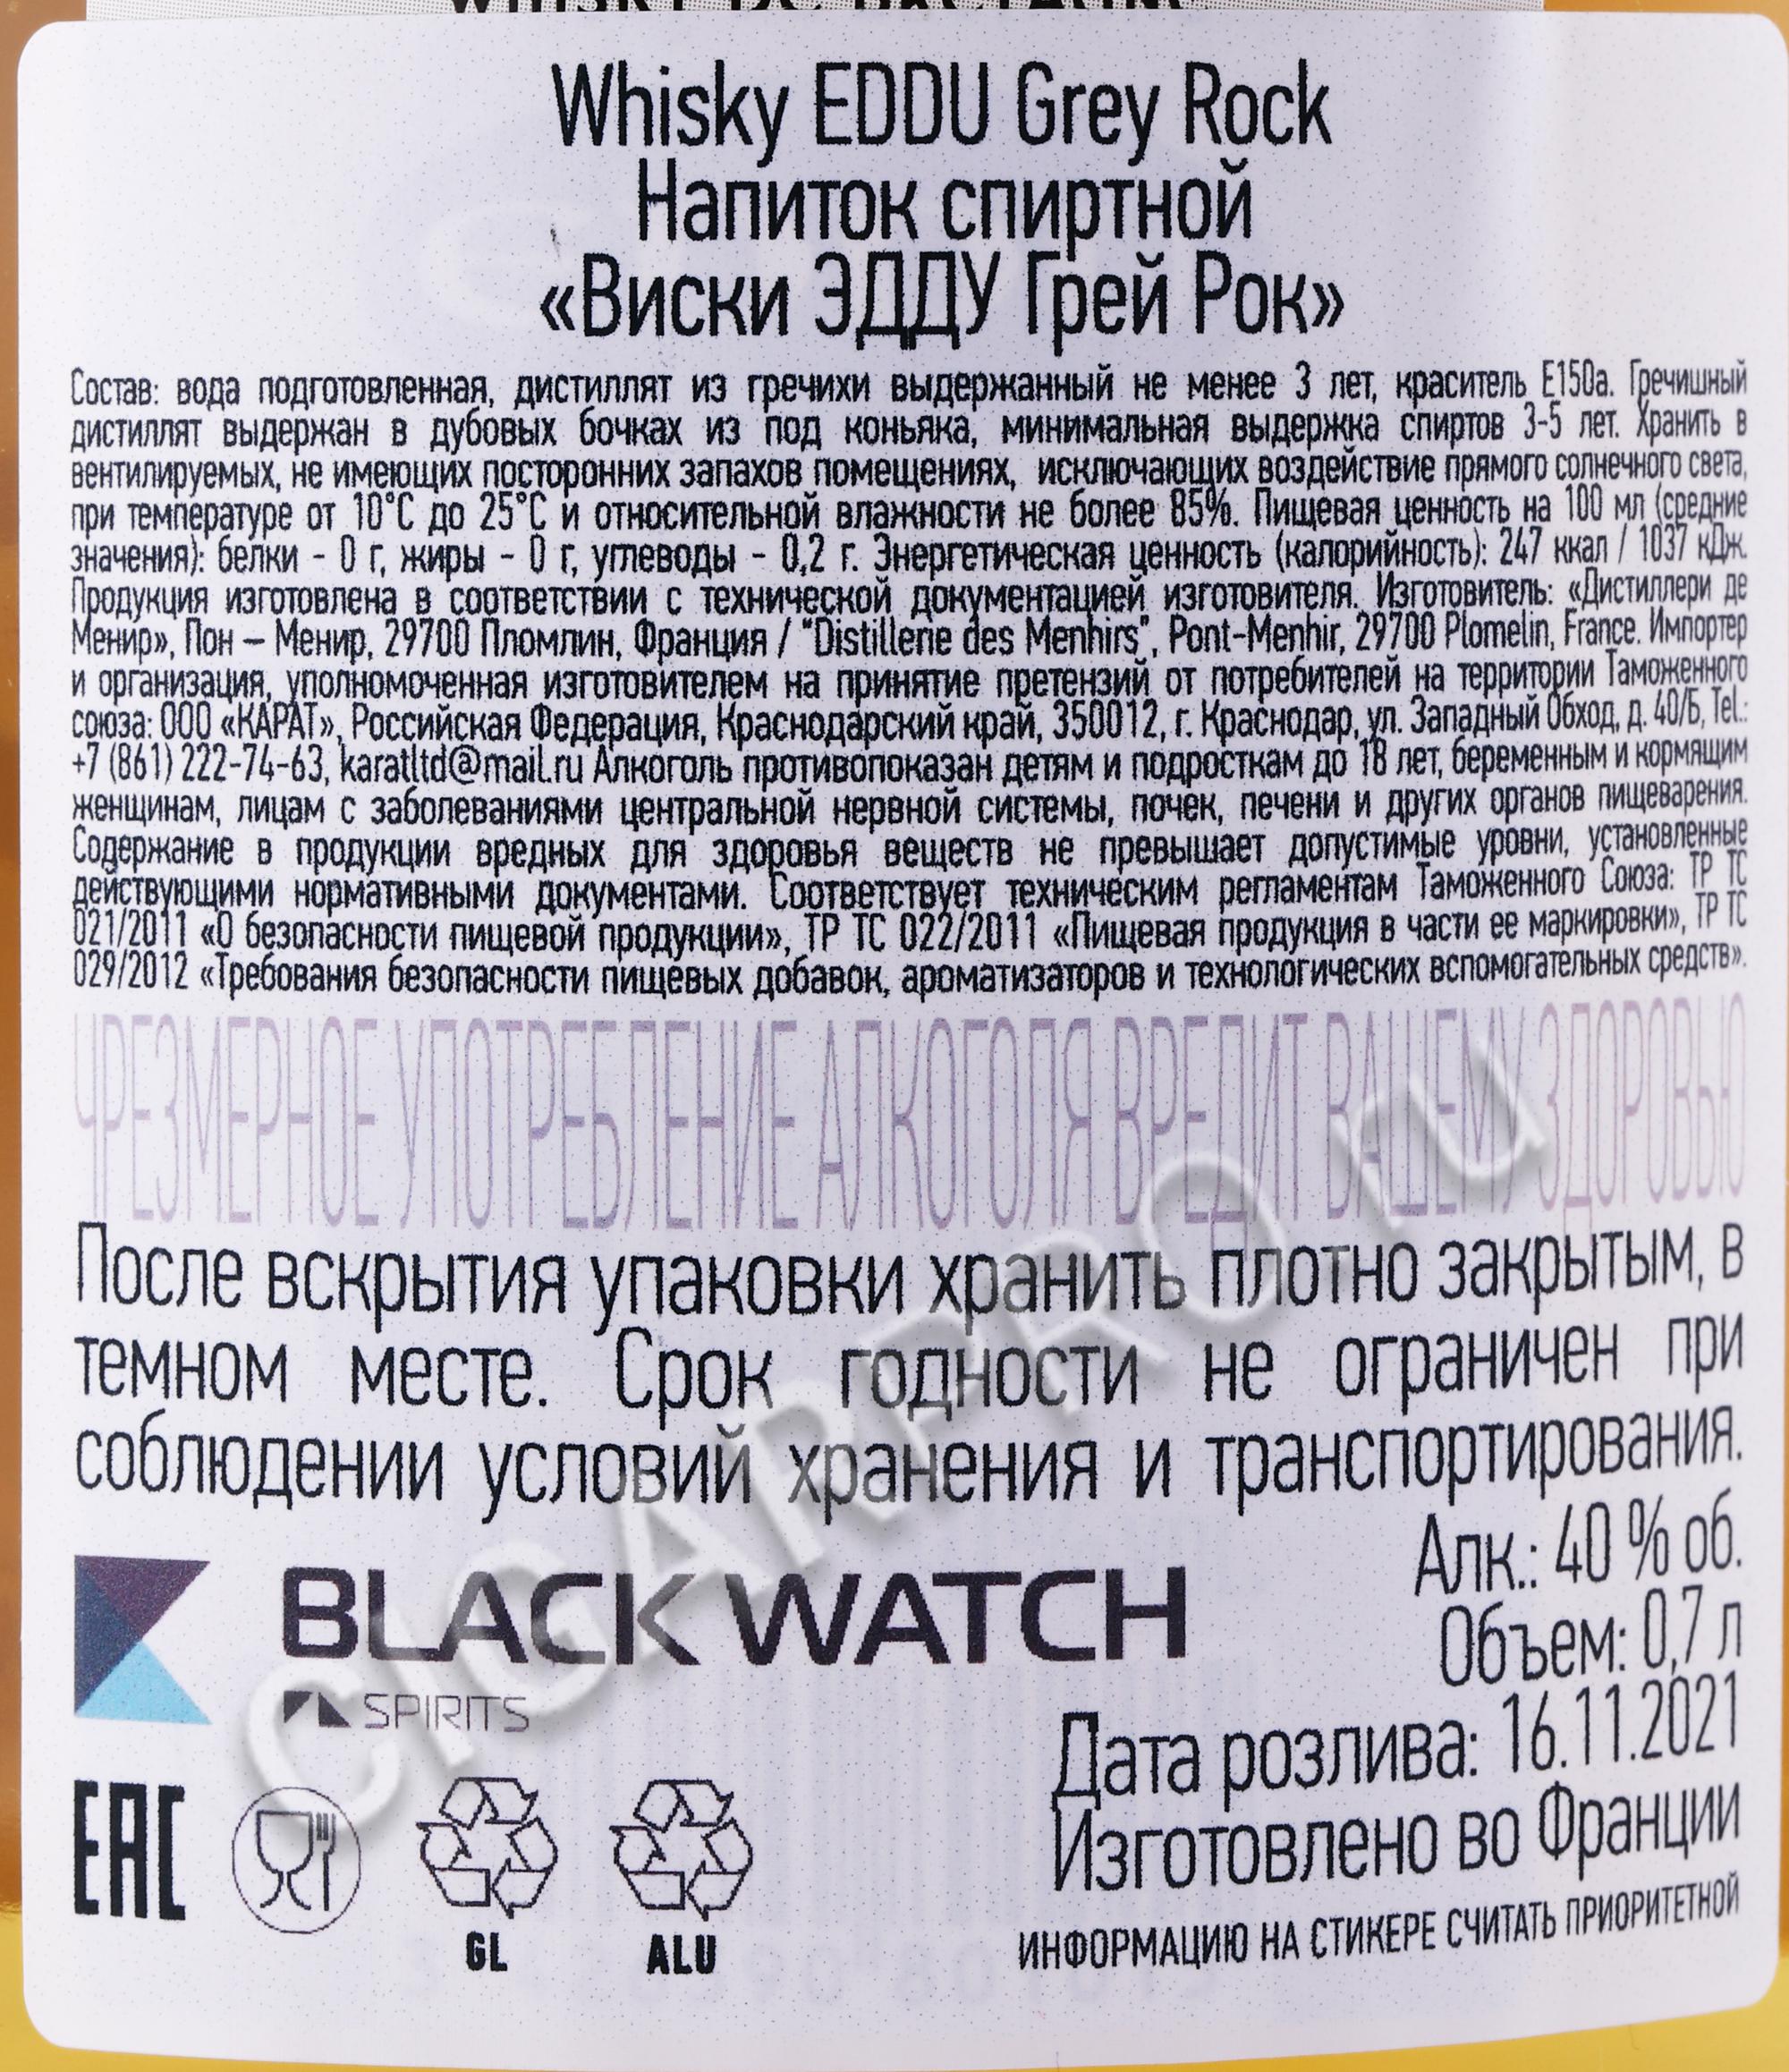 WHISKY DE BRETAGNE
Whisky EDDU Grey Rock
Напиток спиртной
«Виски ЭДДУ Грей Рок»
Состав: вода подготовленная, дистиллят из гречихи выдержанный не менее 3 лет, краситель Е150а. Гречишный
дистиллят выдержан в дубовых бочках из под коньяка, минимальная выдержка спиртов 3-5 лет. Хранить в
вентилируемых, не имеющих посторонних запахов помещениях, исключающих воздействие прямого солнечного света,
при температуре от 10°С до 25°С и относительной влажности не более 85%. Пищевая ценность на 100 мл (средние
значения): белки - 0 г, жиры - 0 г, углеводы - 0,2 г. Энергетическая ценность (калорийность): 247 ккал / 1037 кДж.
Продукция изготовлена в соответствии с технической документацией изготовителя. Изготовитель: «Дистиллери де
Менир», Пон – Менир, 29700 Пломлин, Франция / "Distillerie des Menhirs", Pont-Menhir, 29700 Plomelin, France. Импортер
и организация, уполномоченная изготовителем на принятие претензий от потребителей на территории Таможенного
союза: ООО «КАРАТ», Российская Федерация, Краснодарский край, 350012, г. Краснодар, ул. Западный Обход, д. 40/Б, Tel.:
+7 (861) 222-74-63, karatltd@mail.ru Алкоголь противопоказан детям и подросткам до 18 лет, беременным и кормящим
женщинам, лицам с заболеваниями центральной нервной системы, почек, печени и других органов пищеварения.
Содержание в продукции вредных для здоровья веществ не превышает допустимые уровни, установленные
действующими нормативными документами. Соответствует техническим регламентам Таможенного Союза: ТР ТС
021/2011 «О безопасности пищевой продукции», ТР ТС 022/2011 «Пищевая продукция в части ее маркировки», ТР ТС
029/2012 «Требования безопасности пищевых добавок, ароматизаторов и технологических вспомогательных средств».
ЧРЕЗМЕРНОЕ УПОТРЕБЛЕНИЕ АЛКОГОЛЯ ВРЕДИТ ВАШЕМУ ЗДОРОВЬЮ
После вскрытия упаковки хранить плотно закрытым, в
темном месте. Срок годности не ограничен при
соблюдении условий хранения и транспортирования.
Алк.: 40 % об.
BLACK WATCH
Объем: 0,7 л
SPIRITS
Дата розлива: 16.11.2021
Изготовлено во Франции
EAC
GL
ALU
ИНФОРМАЦИЮ НА СТИКЕРЕ СЧИТАТЬ ПРИОРИТЕТНОЙ
CIGARPRO.ru